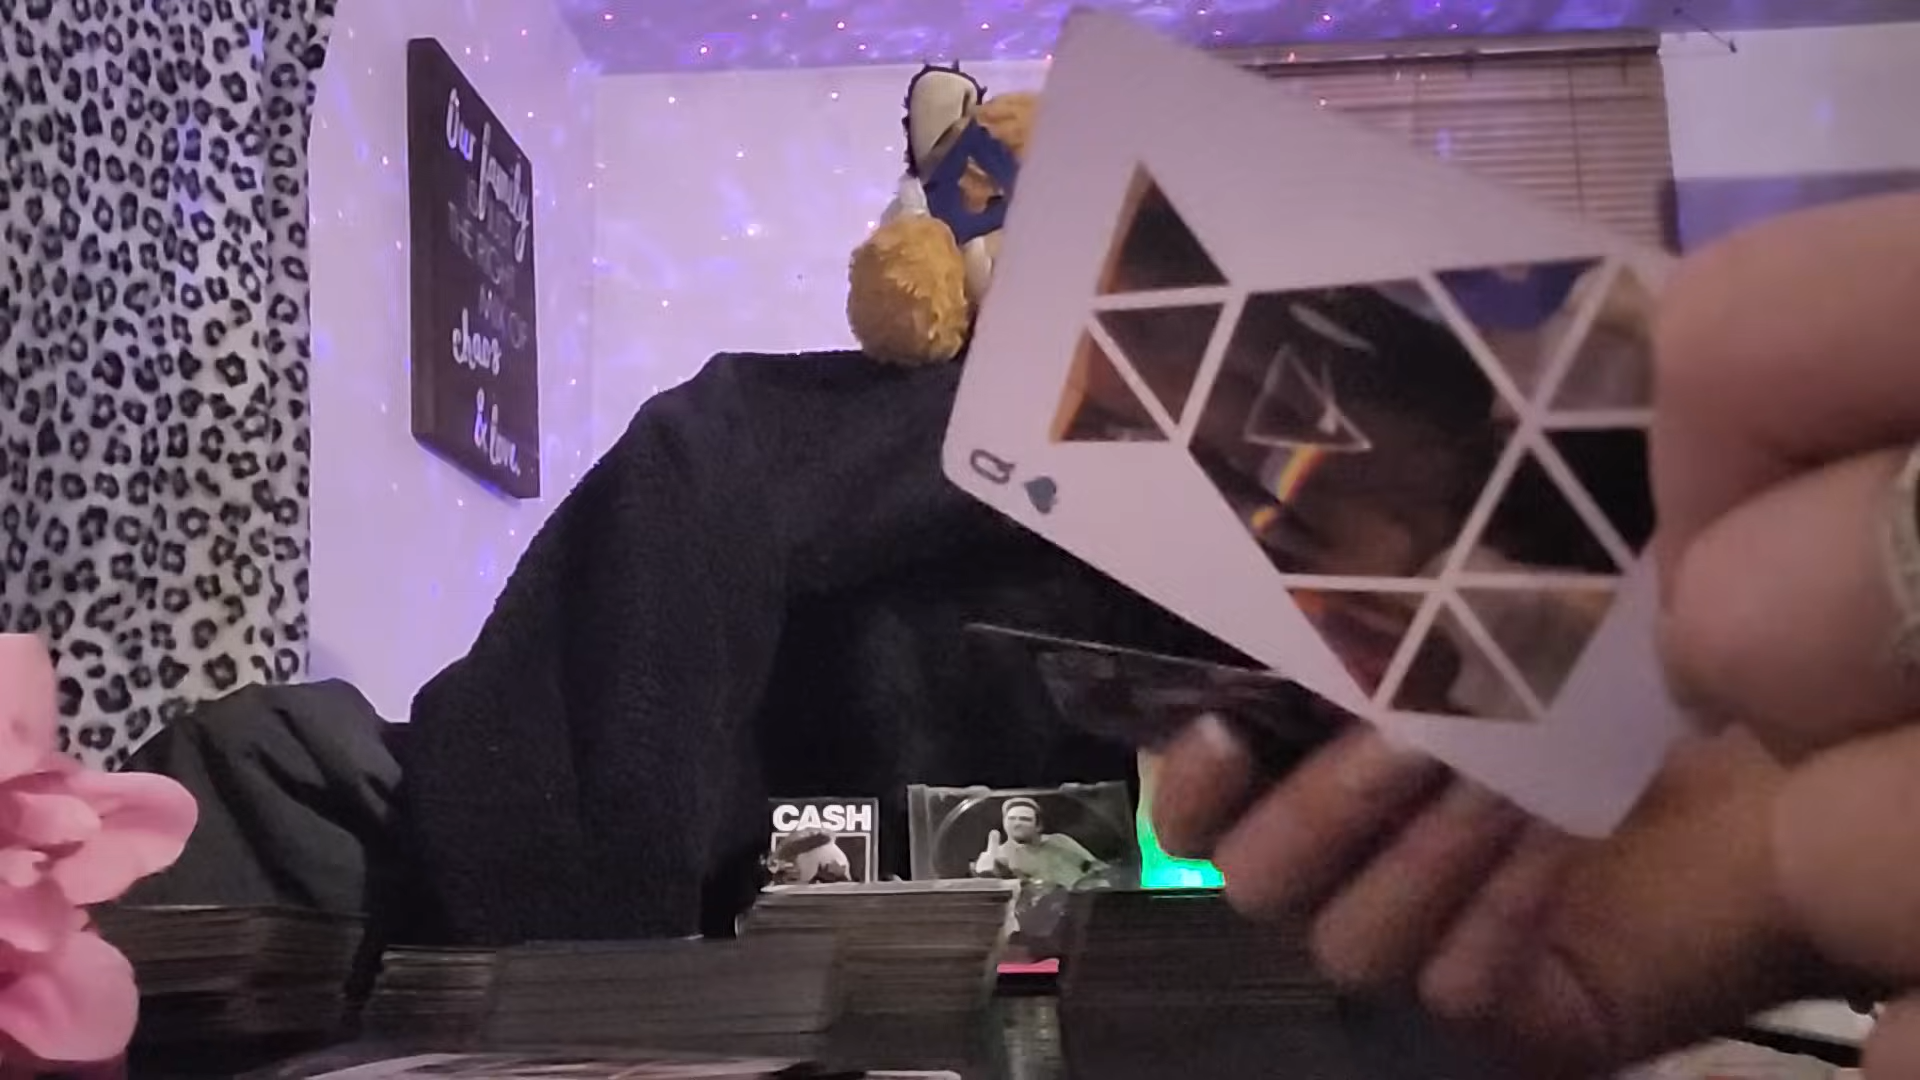 Our family
IS JUST
THE RIGHT
MIX OF
chaos
& love.
Q
CASH